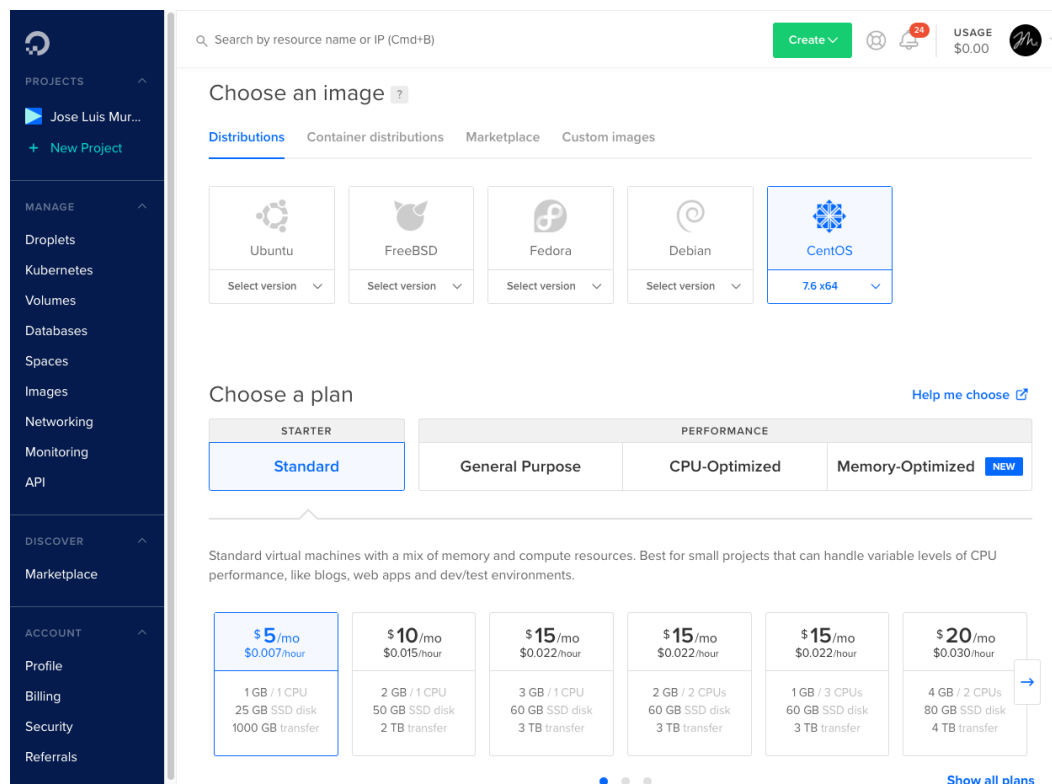 PROJECTS
Jose Luis Mur...
+ New Project
MANAGE
Droplets
Kubernetes
Volumes
Databases
Spaces
Images
Networking
Monitoring
API
DISCOVER
Marketplace
ACCOUNT
Profile
Billing
Security
Referrals
Search by resource name or IP (Cmd+B)
Create
24
USAGE
$0.00
Choose an image ?
Distributions Container distributions Marketplace Custom images
Ubuntu FreeBSD Fedora Debian CentOS
Select version Select version Select version Select version 7.6 x64
Choose a plan Help me choose
STARTER PERFORMANCE
Standard General Purpose CPU-Optimized Memory-Optimized NEW
Standard virtual machines with a mix of memory and compute resources. Best for small projects that can handle variable levels of CPU
performance, like blogs, web apps and dev/test environments.
$5/mo $10/mo $15/mo $15/mo $15/mo $20/mo
$0.007/hour $0.015/hour $0.022/hour $0.022/hour $0.022/hour $0.030/hour
1 GB / 1 CPU 2 GB / 1 CPU 3 GB / 1 CPU 2 GB / 2 CPUs 1 GB / 3 CPUs 4 GB / 2 CPUs
25 GB SSD disk 50 GB SSD disk 60 GB SSD disk 60 GB SSD disk 60 GB SSD disk 80 GB SSD disk
1000 GB transfer 2 TB transfer 3 TB transfer 3 TB transfer 3 TB transfer 4 TB transfer
Show all plans